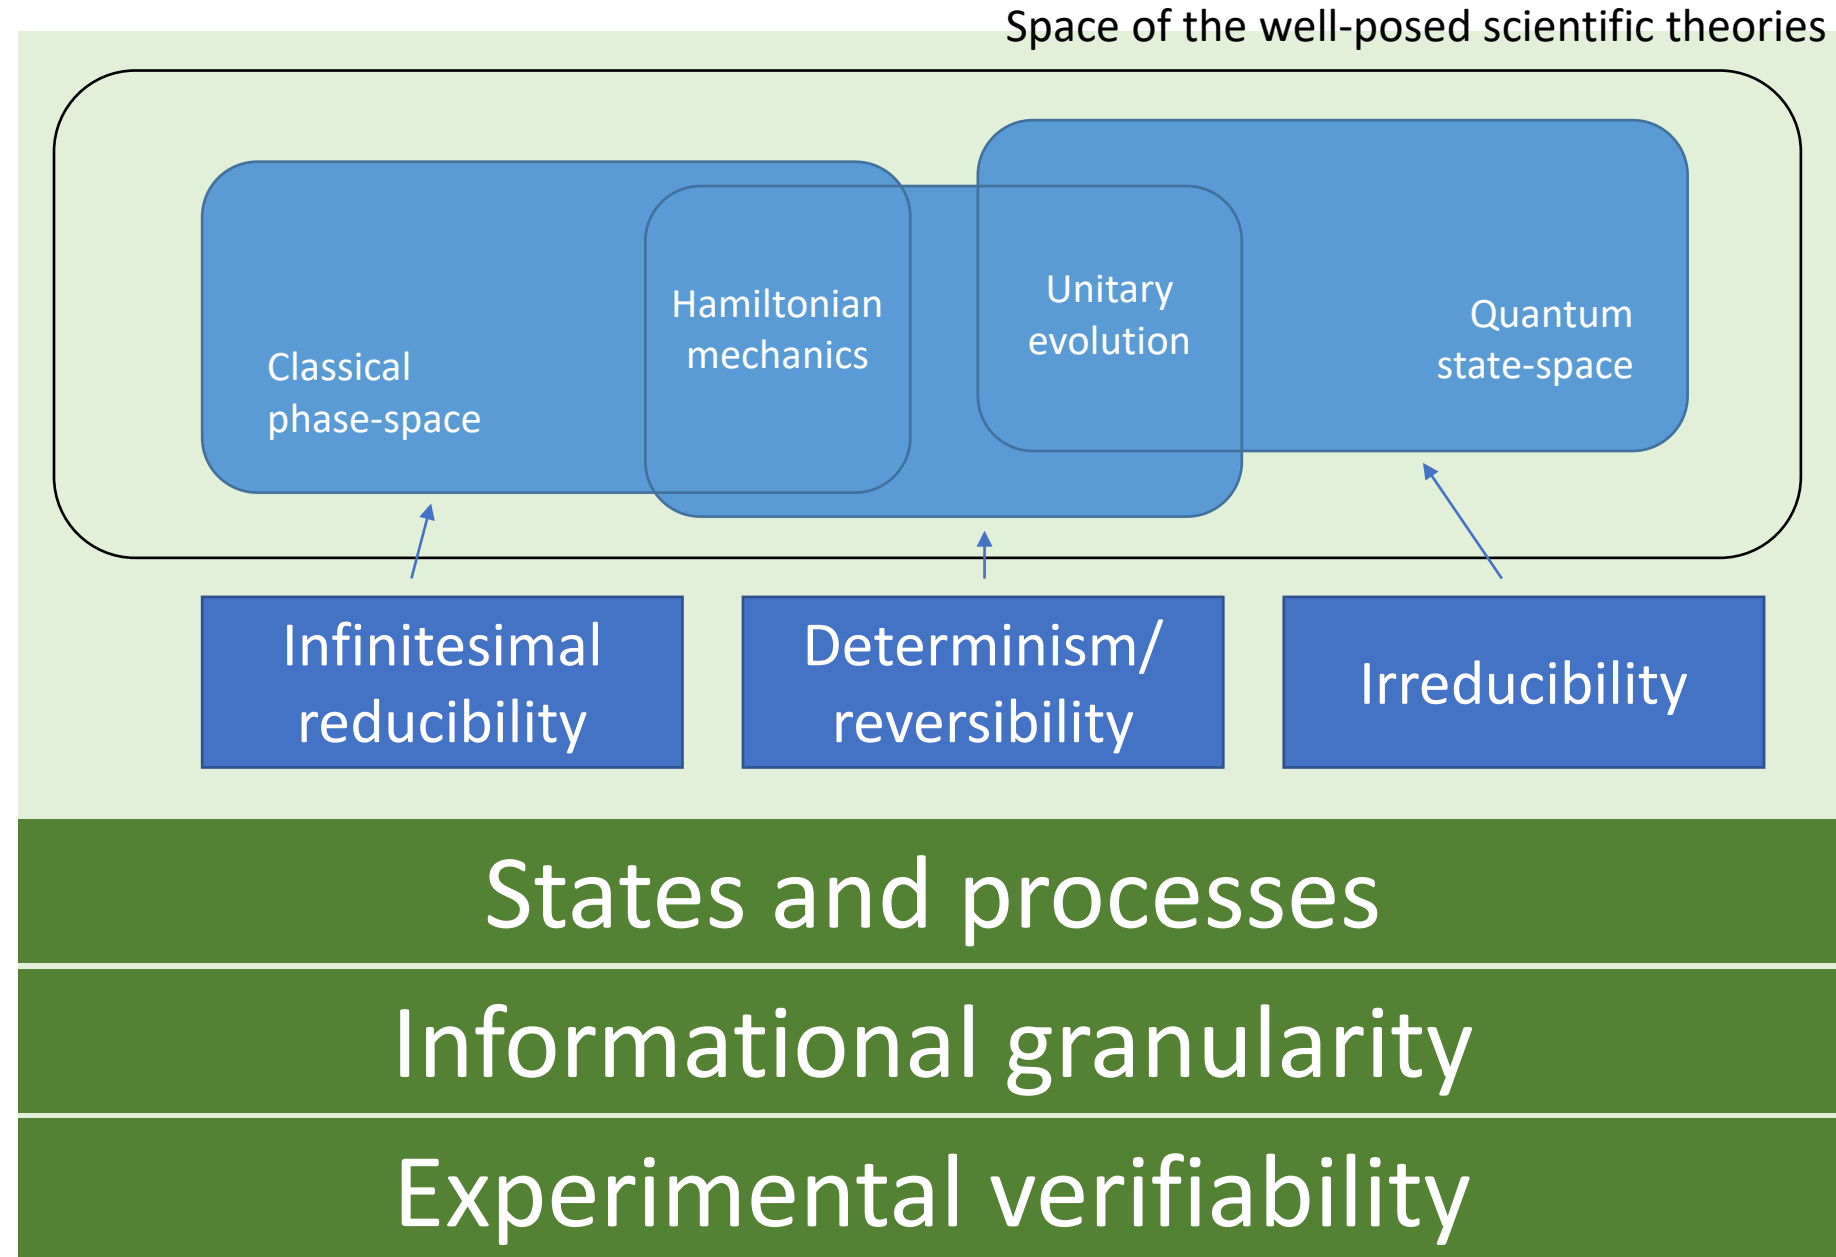 Space of the well-posed scientific theories
Classical
phase-space
Hamiltonian
mechanics
Unitary
evolution
Quantum
state-space
Infinitesimal
reducibility
Determinism/
reversibility
Irreducibility
States and processes
Informational granularity
Experimental verifiability